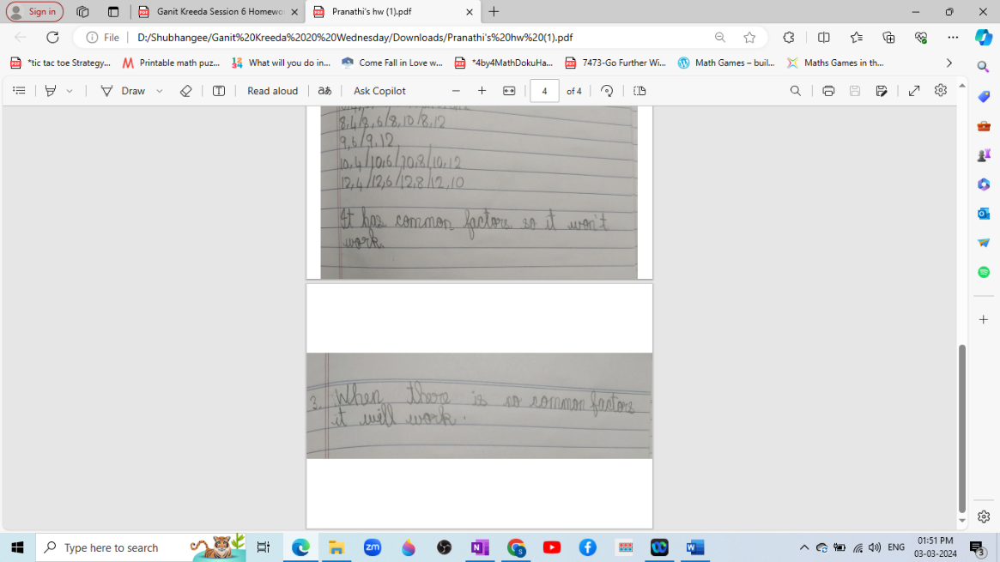 Sign in
Ganit Kreeda Session 6 Homewo
Pranathi's hw (1).pdf
File
D:/Shubhangee/Ganit%20Kreeda%2020%20Wednesday/Downloads/Pranathi's%20hw%20(1).pdf
*tic tac toe Strategy...
Printable math puz...
What will you do in...
Come Fall in Love w...
*4by4MathDokuHa...
7473-Go Further Wi...
Math Games – buil...
Maths Games in th...
Draw
Read aloud
Ask Copilot
4
of 4
8,4/8,6/8,10/8,12
9,6/9,12
10,4/10,6/10,8/10,12
12,4/12,6/12,8/12,10
It has common factors so it won't
work.
3. When there is no common factors
it will work.
Type here to search
zm
ENG
01:51 PM
03-03-2024
3